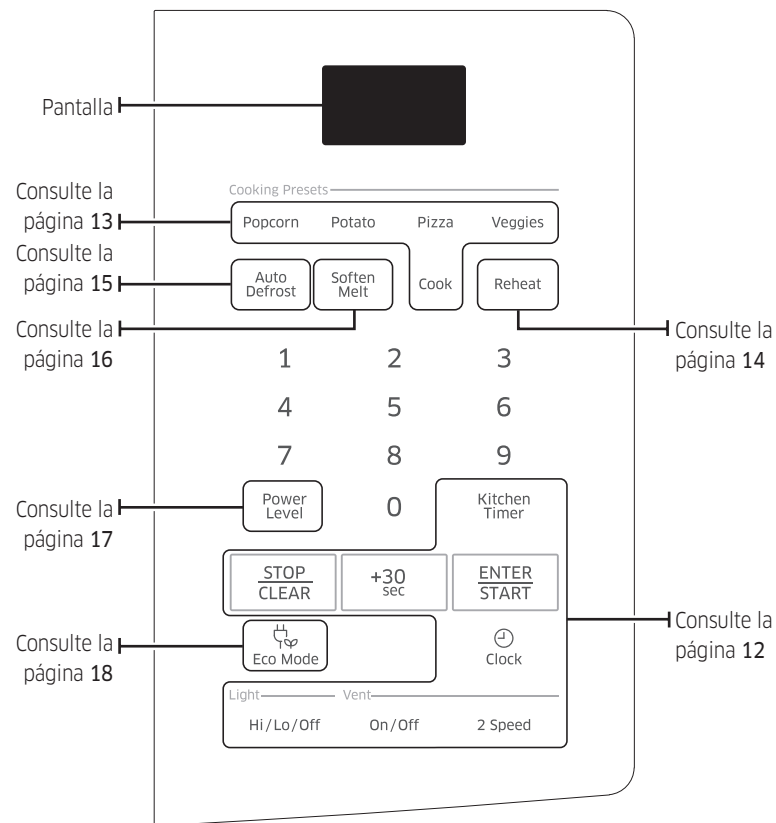 Pantalla
Cooking Presets
Consulte la
página 13
Popcorn Potato Pizza Veggies
Consulte la
página 15
Auto
Defrost
Soften
Melt
Cook
Reheat
Consulte la
página 16
Consulte la
página 14
1 2 3
4 5 6
7 8 9
Consulte la
página 17
Power
Level
0
Kitchen
Timer
STOP
CLEAR
+30
sec
ENTER
START
Consulte la
página 12
Consulte la
página 18
Eco Mode
Clock
Light Vent
Hi/Lo/Off On/Off 2 Speed